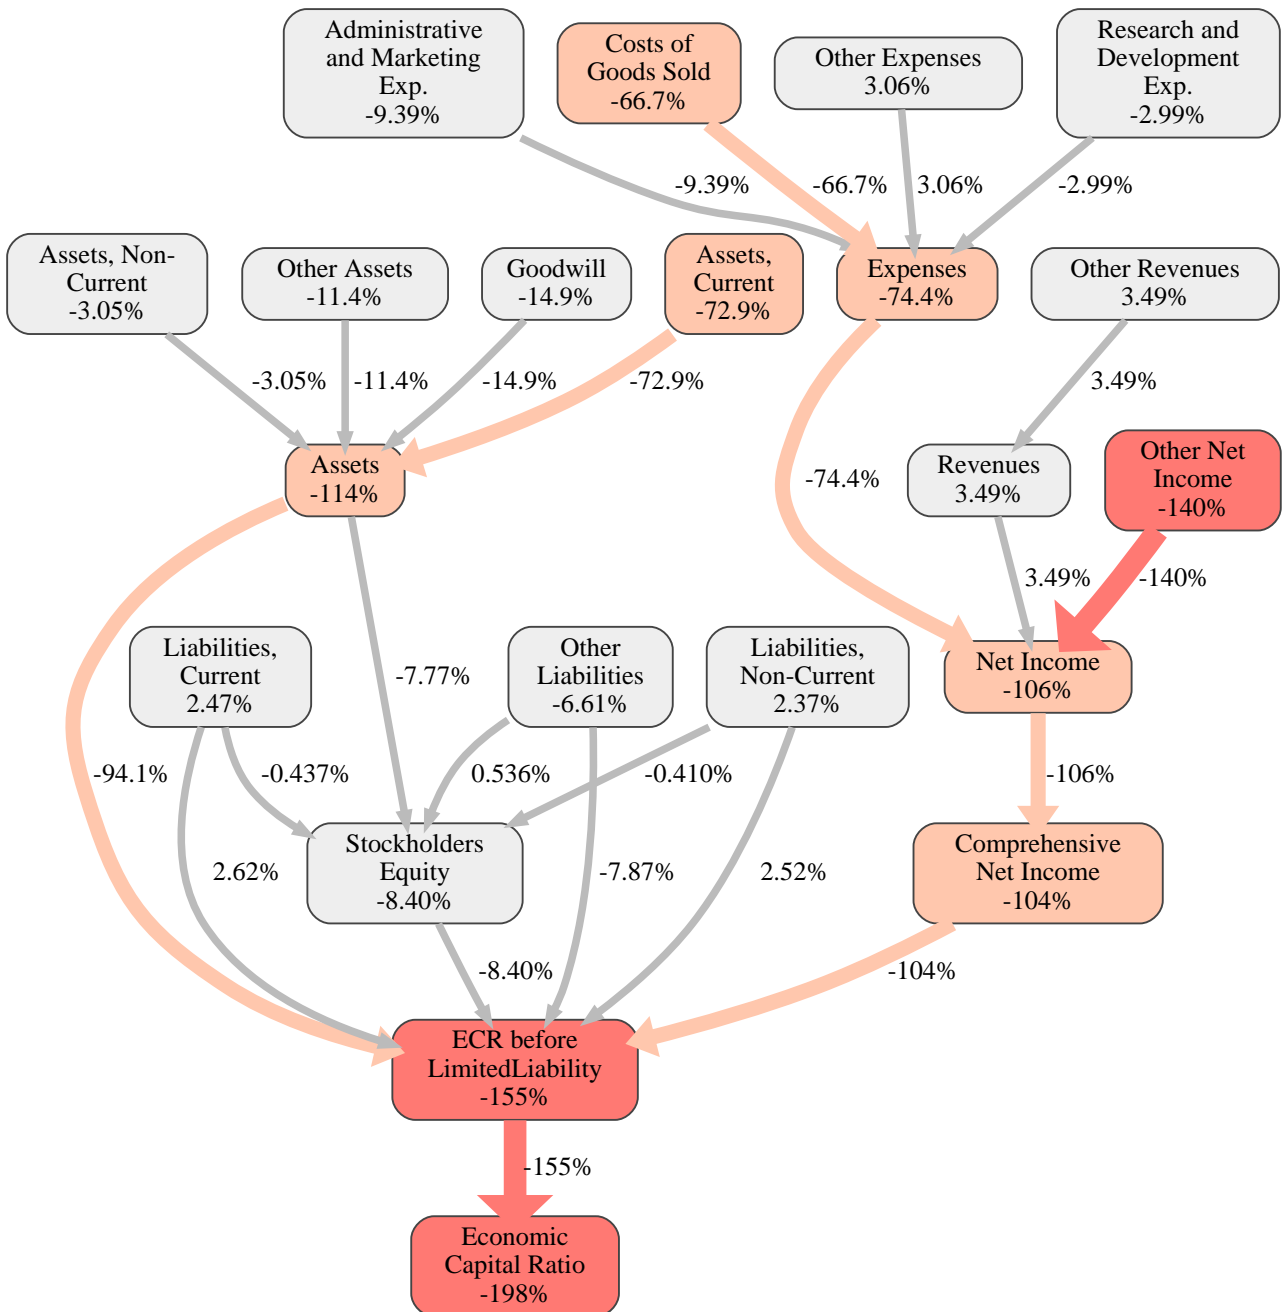 Administrative
and Marketing
Exp.
-9.39%
Costs of
Goods Sold
-66.7%
Other Expenses
3.06%
Research and
Development
Exp.
-2.99%
-9.39%
-66.7%
3.06%
-2.99%
Assets, Non-
Current
-3.05%
Other Assets
-11.4%
Goodwill
-14.9%
Assets,
Current
-72.9%
Expenses
-74.4%
Other Revenues
3.49%
-3.05%
-11.4%
-14.9%
-72.9%
3.49%
Assets
-114%
-74.4%
Revenues
3.49%
Other Net
Income
-140%
3.49%
-140%
Liabilities,
Current
2.47%
-7.77%
Other
Liabilities
-6.61%
Liabilities,
Non-Current
2.37%
Net Income
-106%
-94.1%
-0.437%
0.536%
-0.410%
-106%
2.62%
Stockholders
Equity
-8.40%
-7.87%
2.52%
Comprehensive
Net Income
-104%
-8.40%
-104%
ECR before
LimitedLiability
-155%
-155%
Economic
Capital Ratio
-198%